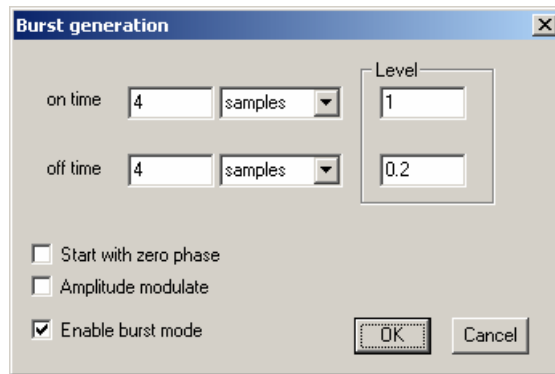 Burst generation
Level
on time 4 samples 1
off time 4 samples 0.2
Start with zero phase
Amplitude modulate
Enable burst mode OK Cancel